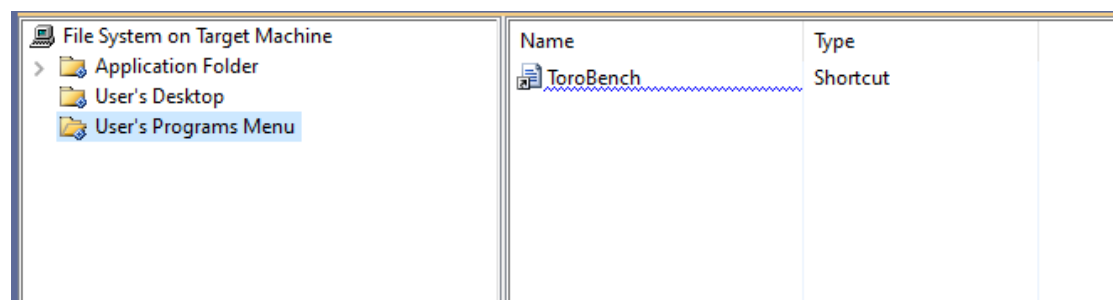 File System on Target Machine
Application Folder
User's Desktop
User's Programs Menu
Name Type
ToroBench Shortcut